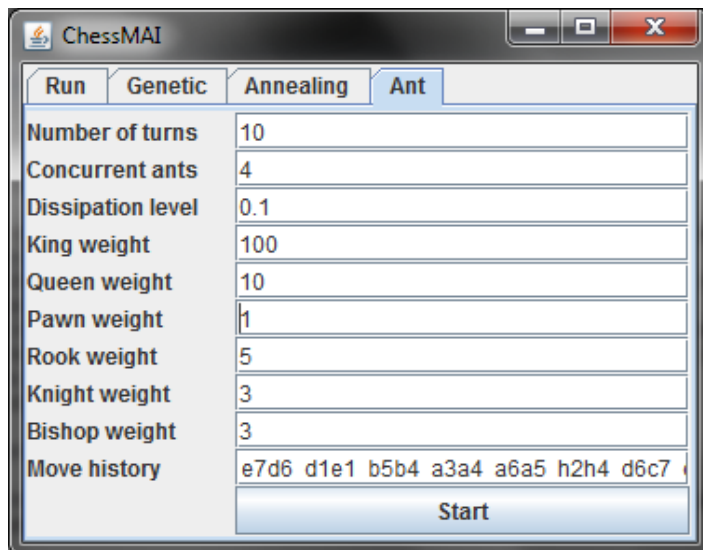 ChessMAI
Run Genetic Annealing Ant
Number of turns 10
Concurrent ants 4
Dissipation level 0.1
King weight 100
Queen weight 10
Pawn weight 1
Rook weight 5
Knight weight 3
Bishop weight 3
Move history e7d6 d1e1 b5b4 a3a4 a6a5 h2h4 d6c7
Start